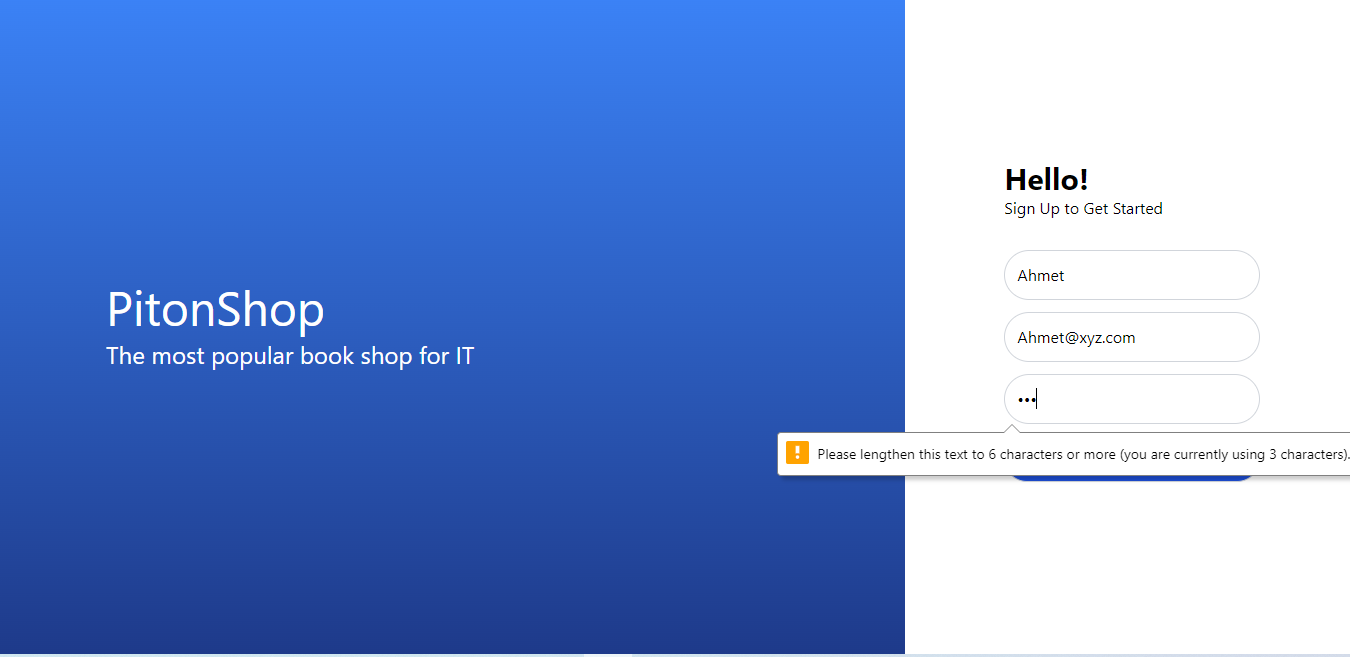 PitonShop
The most popular book shop for IT
Hello!
Sign Up to Get Started
Ahmet
Ahmet@xyz.com
•••
Please lengthen this text to 6 characters or more (you are currently using 3 characters).